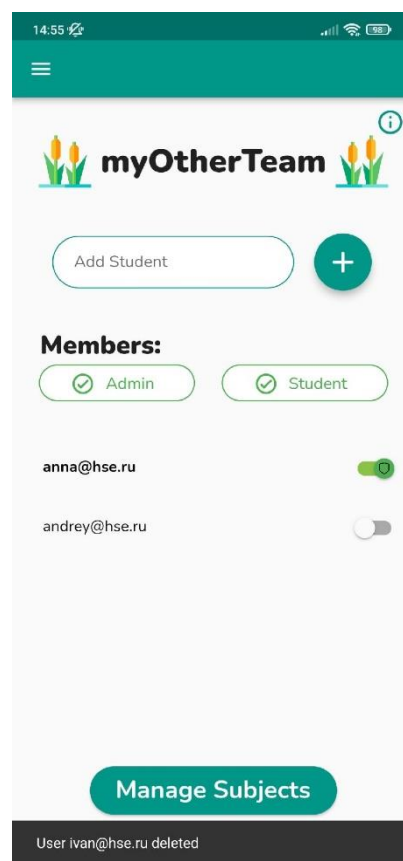 14:55
98
myOtherTeam
Add Student
Members:
Admin
Student
anna@hse.ru
andrey@hse.ru
Manage Subjects
User ivan@hse.ru deleted